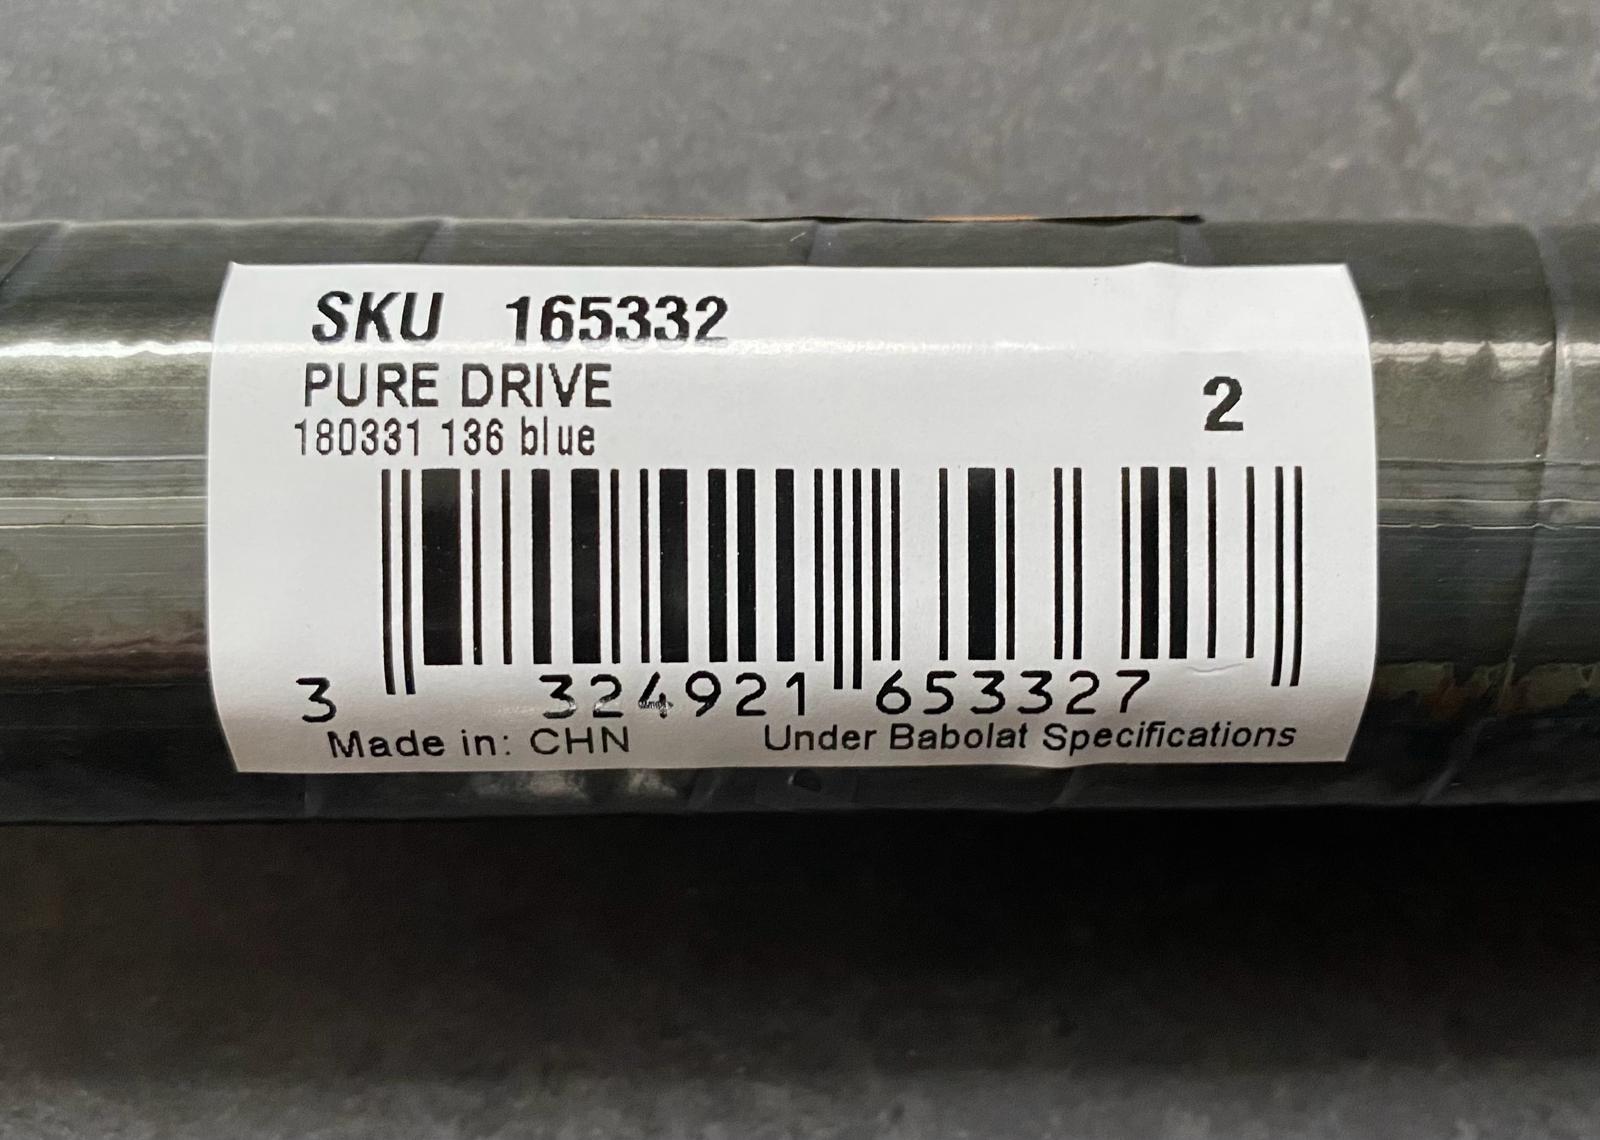 SKU 165332
PURE DRIVE
2
180331 136 blue
3 324921 653327
Made in: CHN Under Babolat Specifications